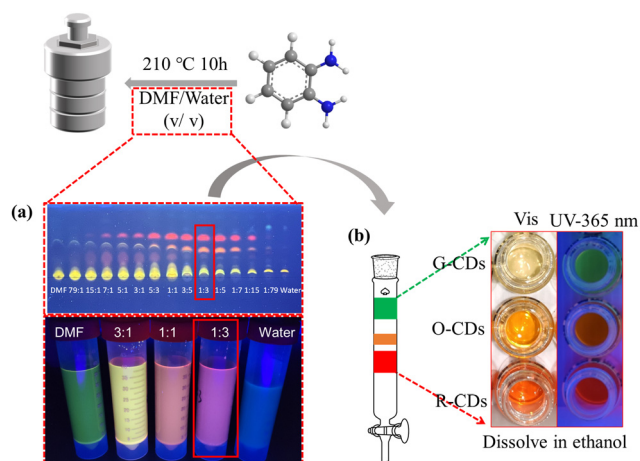 210 ℃ 10h
DMF/Water
(v/ v)
(a)
DMF 79:1 15:1 7:1 5:1 3:1 5:3 1:1 3:5 1:3 1:5 1:7 1:15 1:79 Water
DMF 3:1 1:1 1:3 Water
(b)
Vis UV-365 nm
G-CDs
O-CDs
R-CDs
Dissolve in ethanol